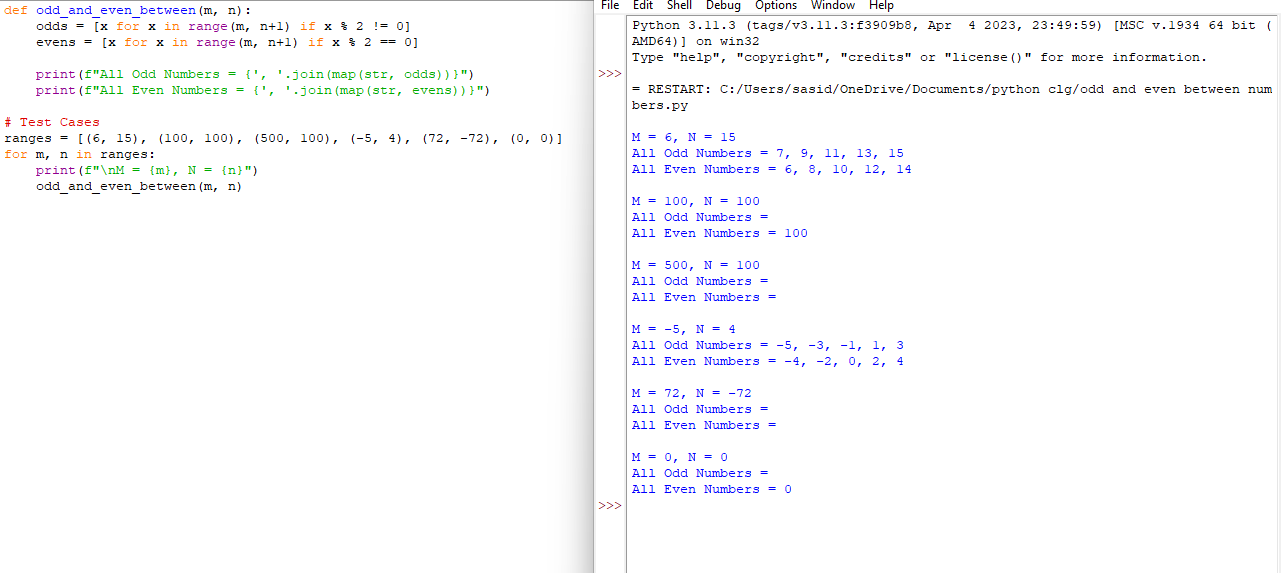 def odd_and_even_between(m, n):
    odds = [x for x in range(m, n+1) if x % 2 != 0]
    evens = [x for x in range(m, n+1) if x % 2 == 0]
    print(f"All Odd Numbers = {', '.join(map(str, odds))}")
    print(f"All Even Numbers = {', '.join(map(str, evens))}")
# Test Cases
ranges = [(6, 15), (100, 100), (500, 100), (-5, 4), (72, -72), (0, 0)]
for m, n in ranges:
    print(f"\nM = {m}, N = {n}")
    odd_and_even_between(m, n)
File Edit Shell Debug Options Window Help
Python 3.11.3 (tags/v3.11.3:f3909b8, Apr  4 2023, 23:49:59) [MSC v.1934 64 bit (
AMD64)] on win32
Type "help", "copyright", "credits" or "license()" for more information.
>>>
= RESTART: C:/Users/sasid/OneDrive/Documents/python clg/odd and even between num
bers.py
M = 6, N = 15
All Odd Numbers = 7, 9, 11, 13, 15
All Even Numbers = 6, 8, 10, 12, 14
M = 100, N = 100
All Odd Numbers =
All Even Numbers = 100
M = 500, N = 100
All Odd Numbers =
All Even Numbers =
M = -5, N = 4
All Odd Numbers = -5, -3, -1, 1, 3
All Even Numbers = -4, -2, 0, 2, 4
M = 72, N = -72
All Odd Numbers =
All Even Numbers =
M = 0, N = 0
All Odd Numbers =
All Even Numbers = 0
>>>